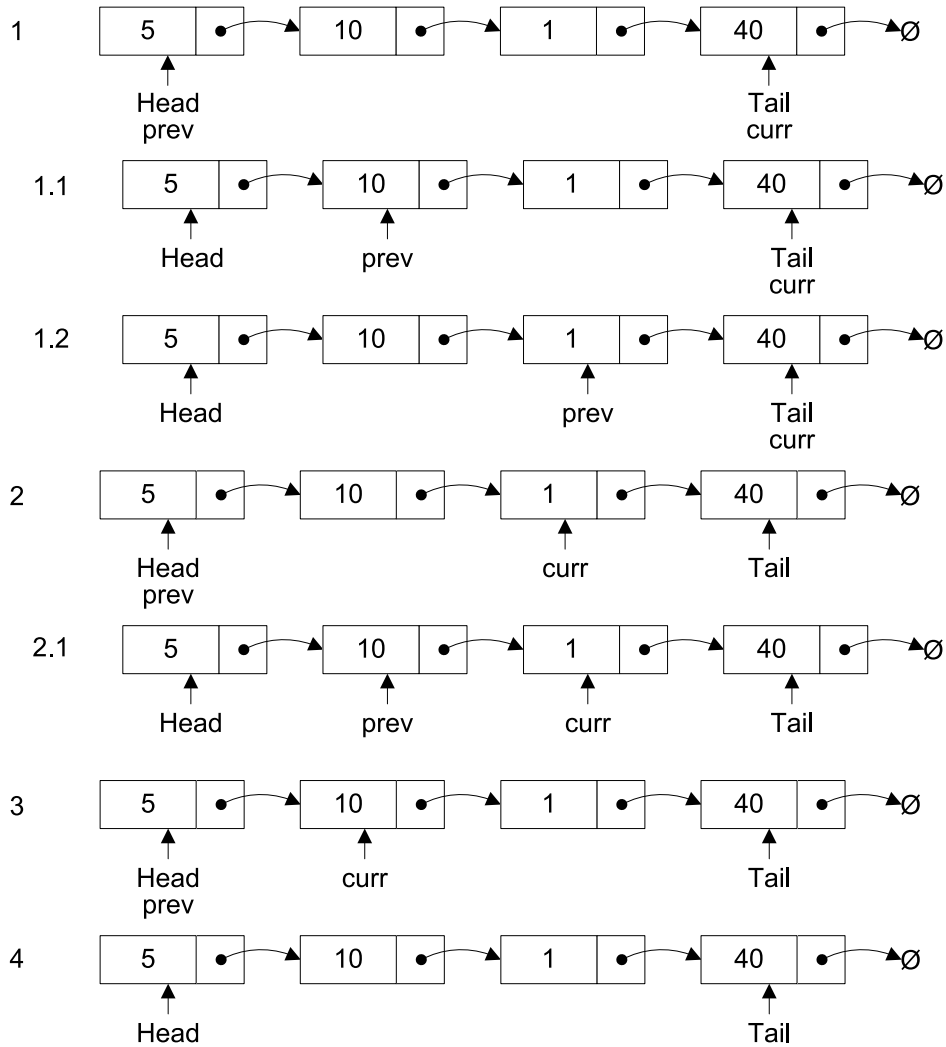 1 5 10 1 40 Ø
Head Tail
prev curr
1.1 5 10 1 40 Ø
Head prev Tail
curr
1.2 5 10 1 40 Ø
Head prev Tail
curr
2 5 10 1 40 Ø
Head curr Tail
prev
2.1 5 10 1 40 Ø
Head prev curr Tail
3 5 10 1 40 Ø
Head curr Tail
prev
4 5 10 1 40 Ø
Head Tail